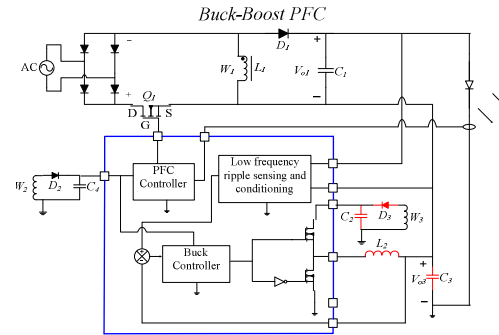 Buck-Boost PFC
−
D1
+
AC
W1
L1
Vo1
C1
+
−
Q1
D
S
G
W2
D2
C4
PFC
Controller
Low frequency
ripple sensing and
conditioning
C2
D3
W3
Buck
Controller
L2
+
Vo3
C3
−